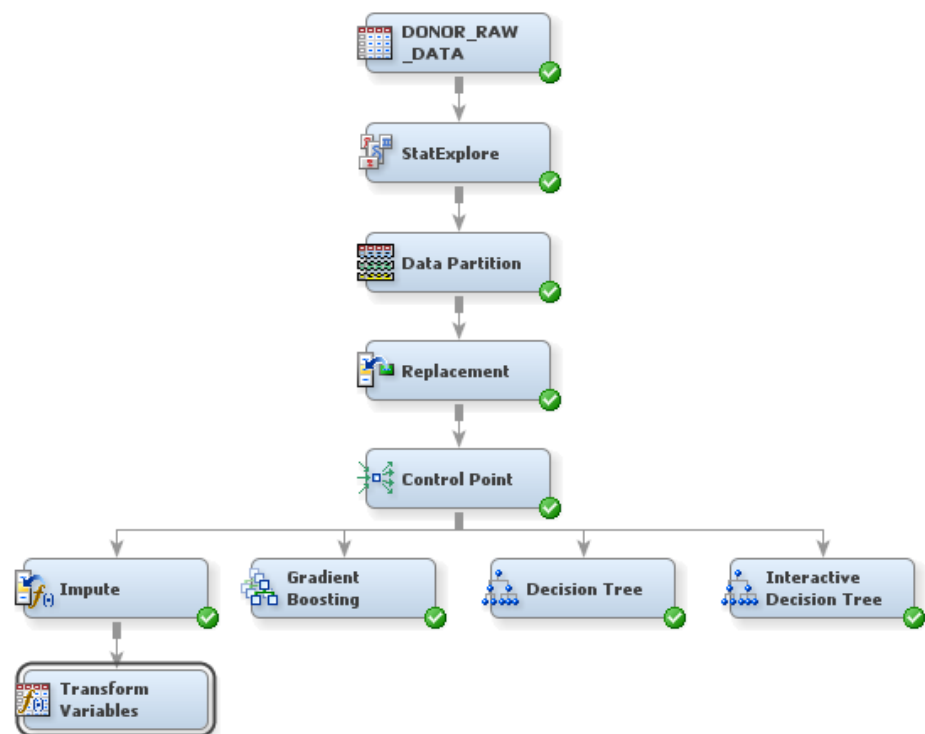 DONOR_RAW
_DATA
StatExplore
Data Partition
Replacement
Control Point
Impute
Gradient
Boosting
Decision Tree
Interactive
Decision Tree
Transform
Variables